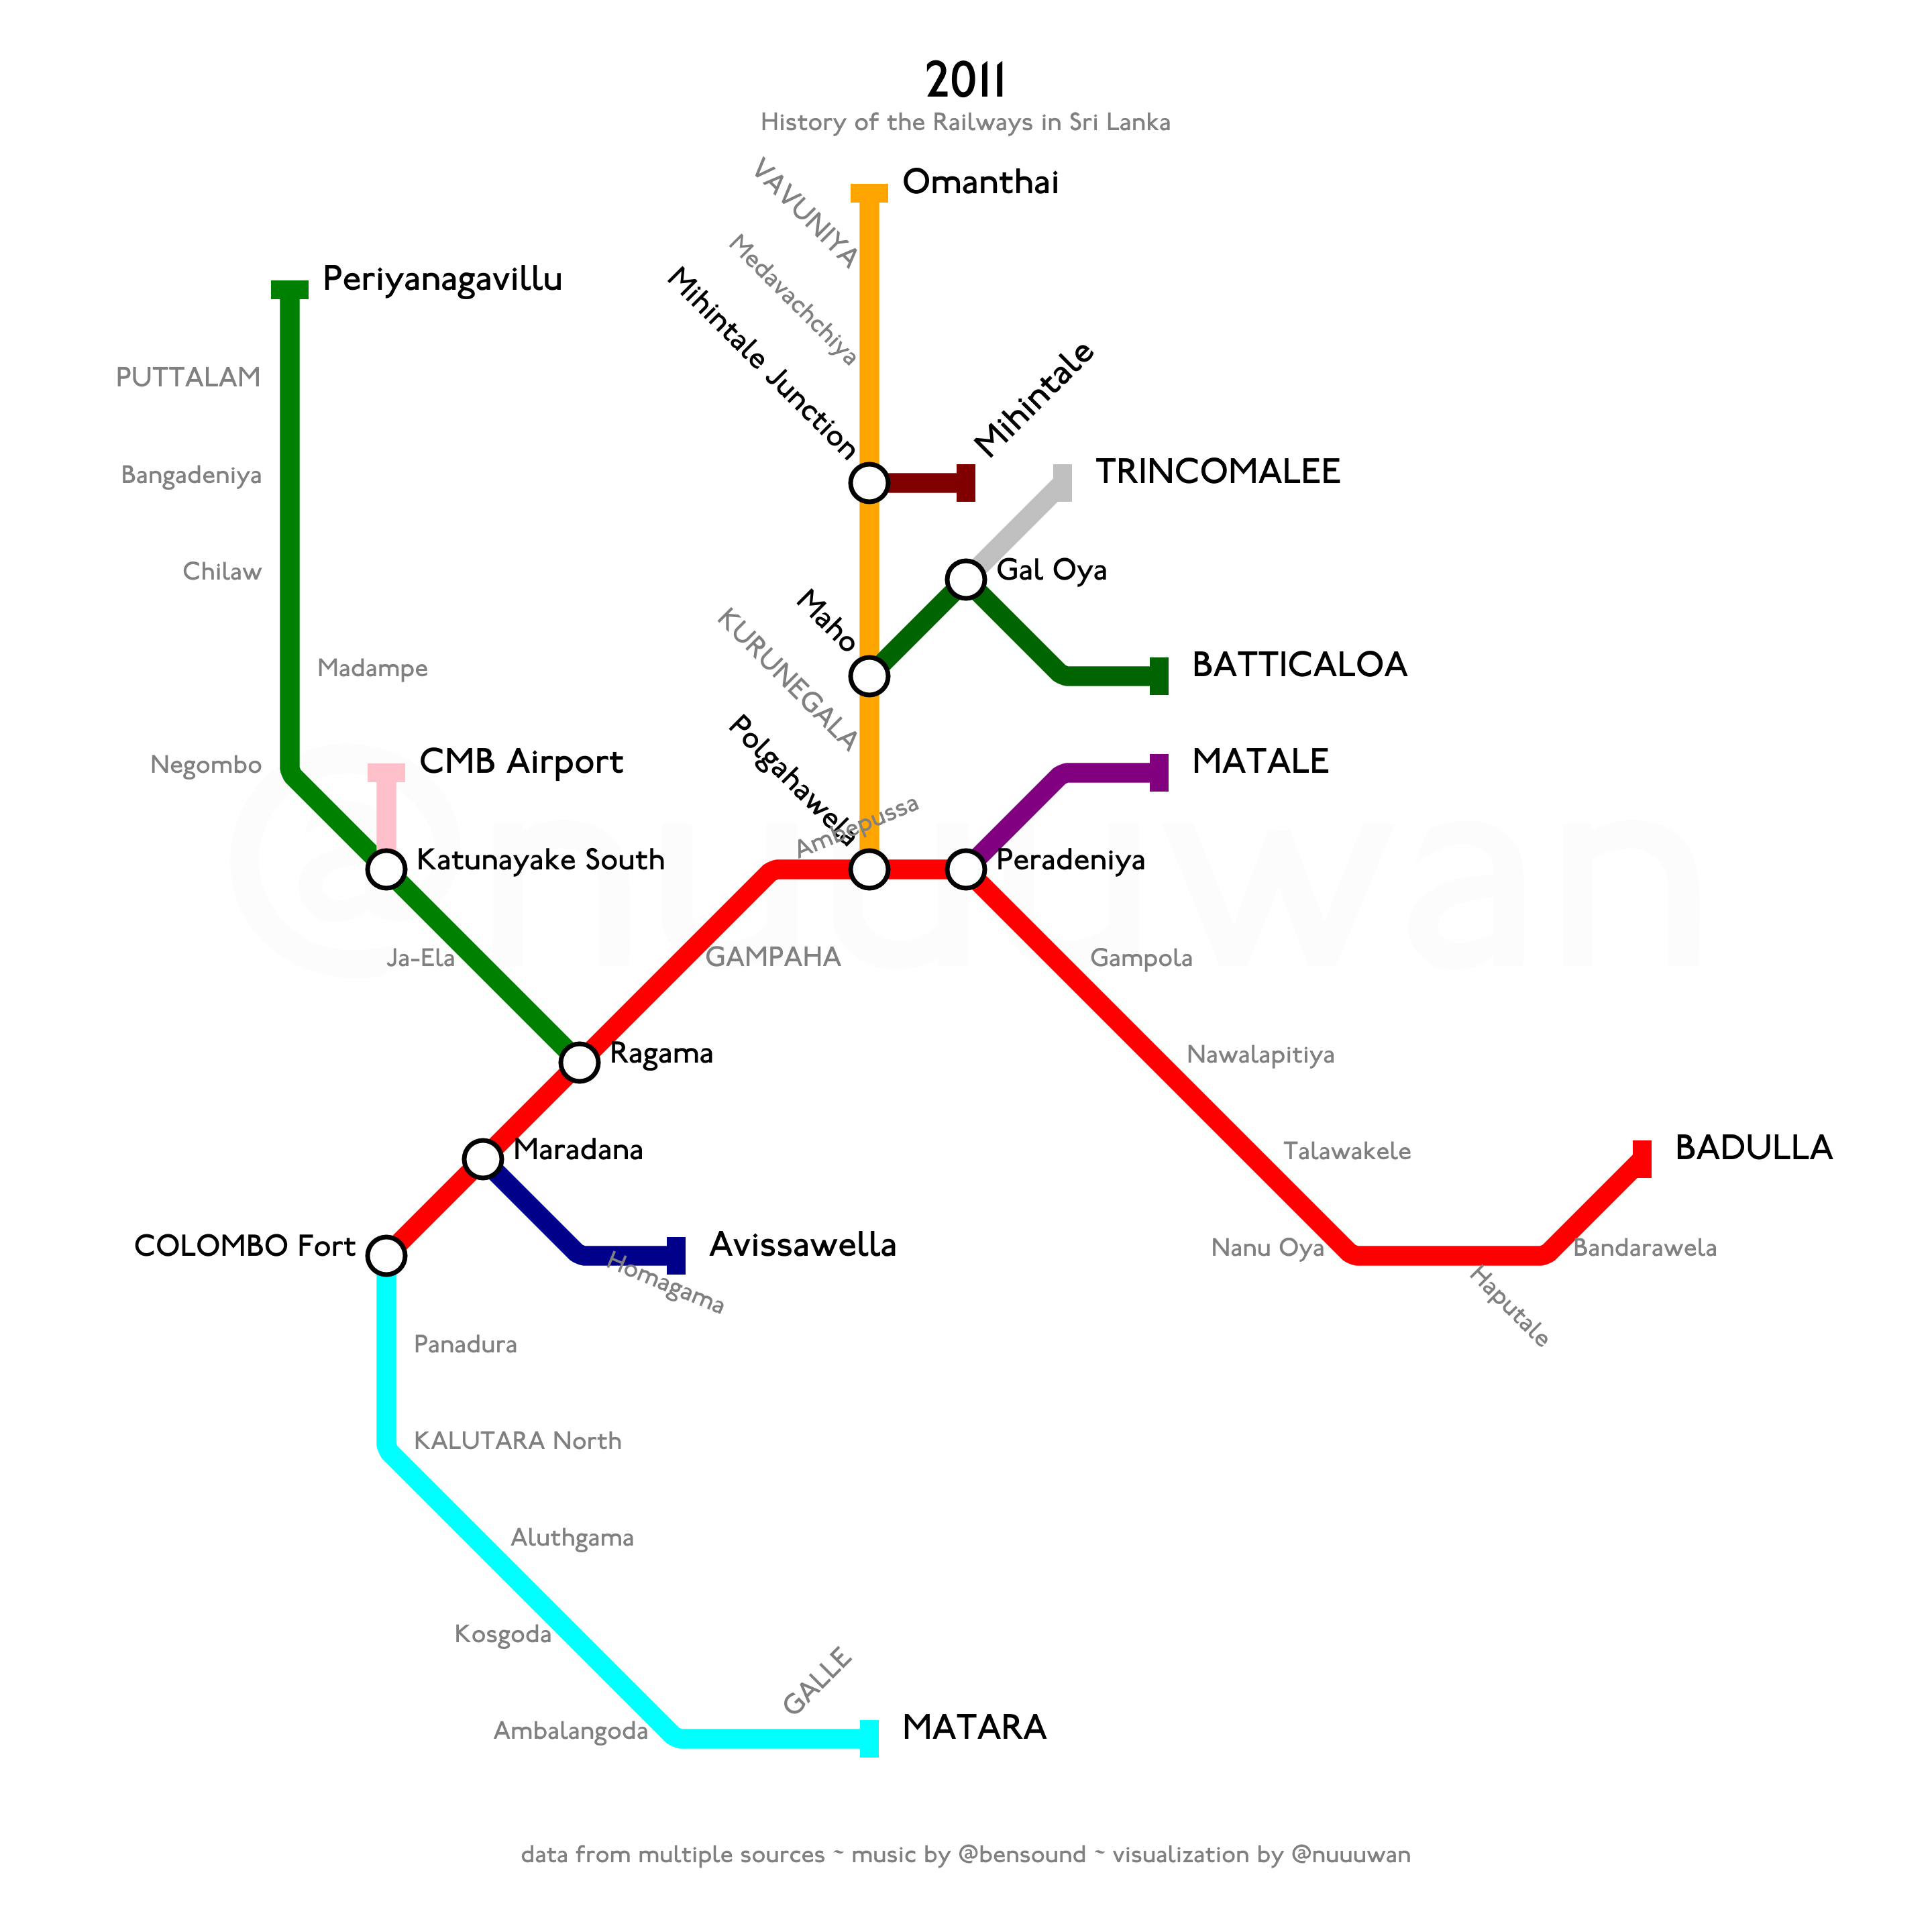 2011
History of the Railways in Sri Lanka
Omanthai
VAVUNIYA
Medavachchiya
Periyanagavillu
Mihintale Junction
Mihintale
PUTTALAM
TRINCOMALEE
Bangadeniya
Chilaw
Gal Oya
Maho
KURUNEGALA
Madampe
BATTICALOA
Negombo
CMB Airport
Polgahawela
MATALE
Ambepussa
Katunayake South
Peradeniya
@nuuuwan
Ja-Ela
GAMPAHA
Gampola
Ragama
Nawalapitiya
Maradana
Talawakele
BADULLA
COLOMBO Fort
Avissawella
Homagama
Nanu Oya
Bandarawela
Haputale
Panadura
KALUTARA North
Aluthgama
Kosgoda
GALLE
Ambalangoda
MATARA
data from multiple sources ~ music by @bensound ~ visualization by @nuuuwan